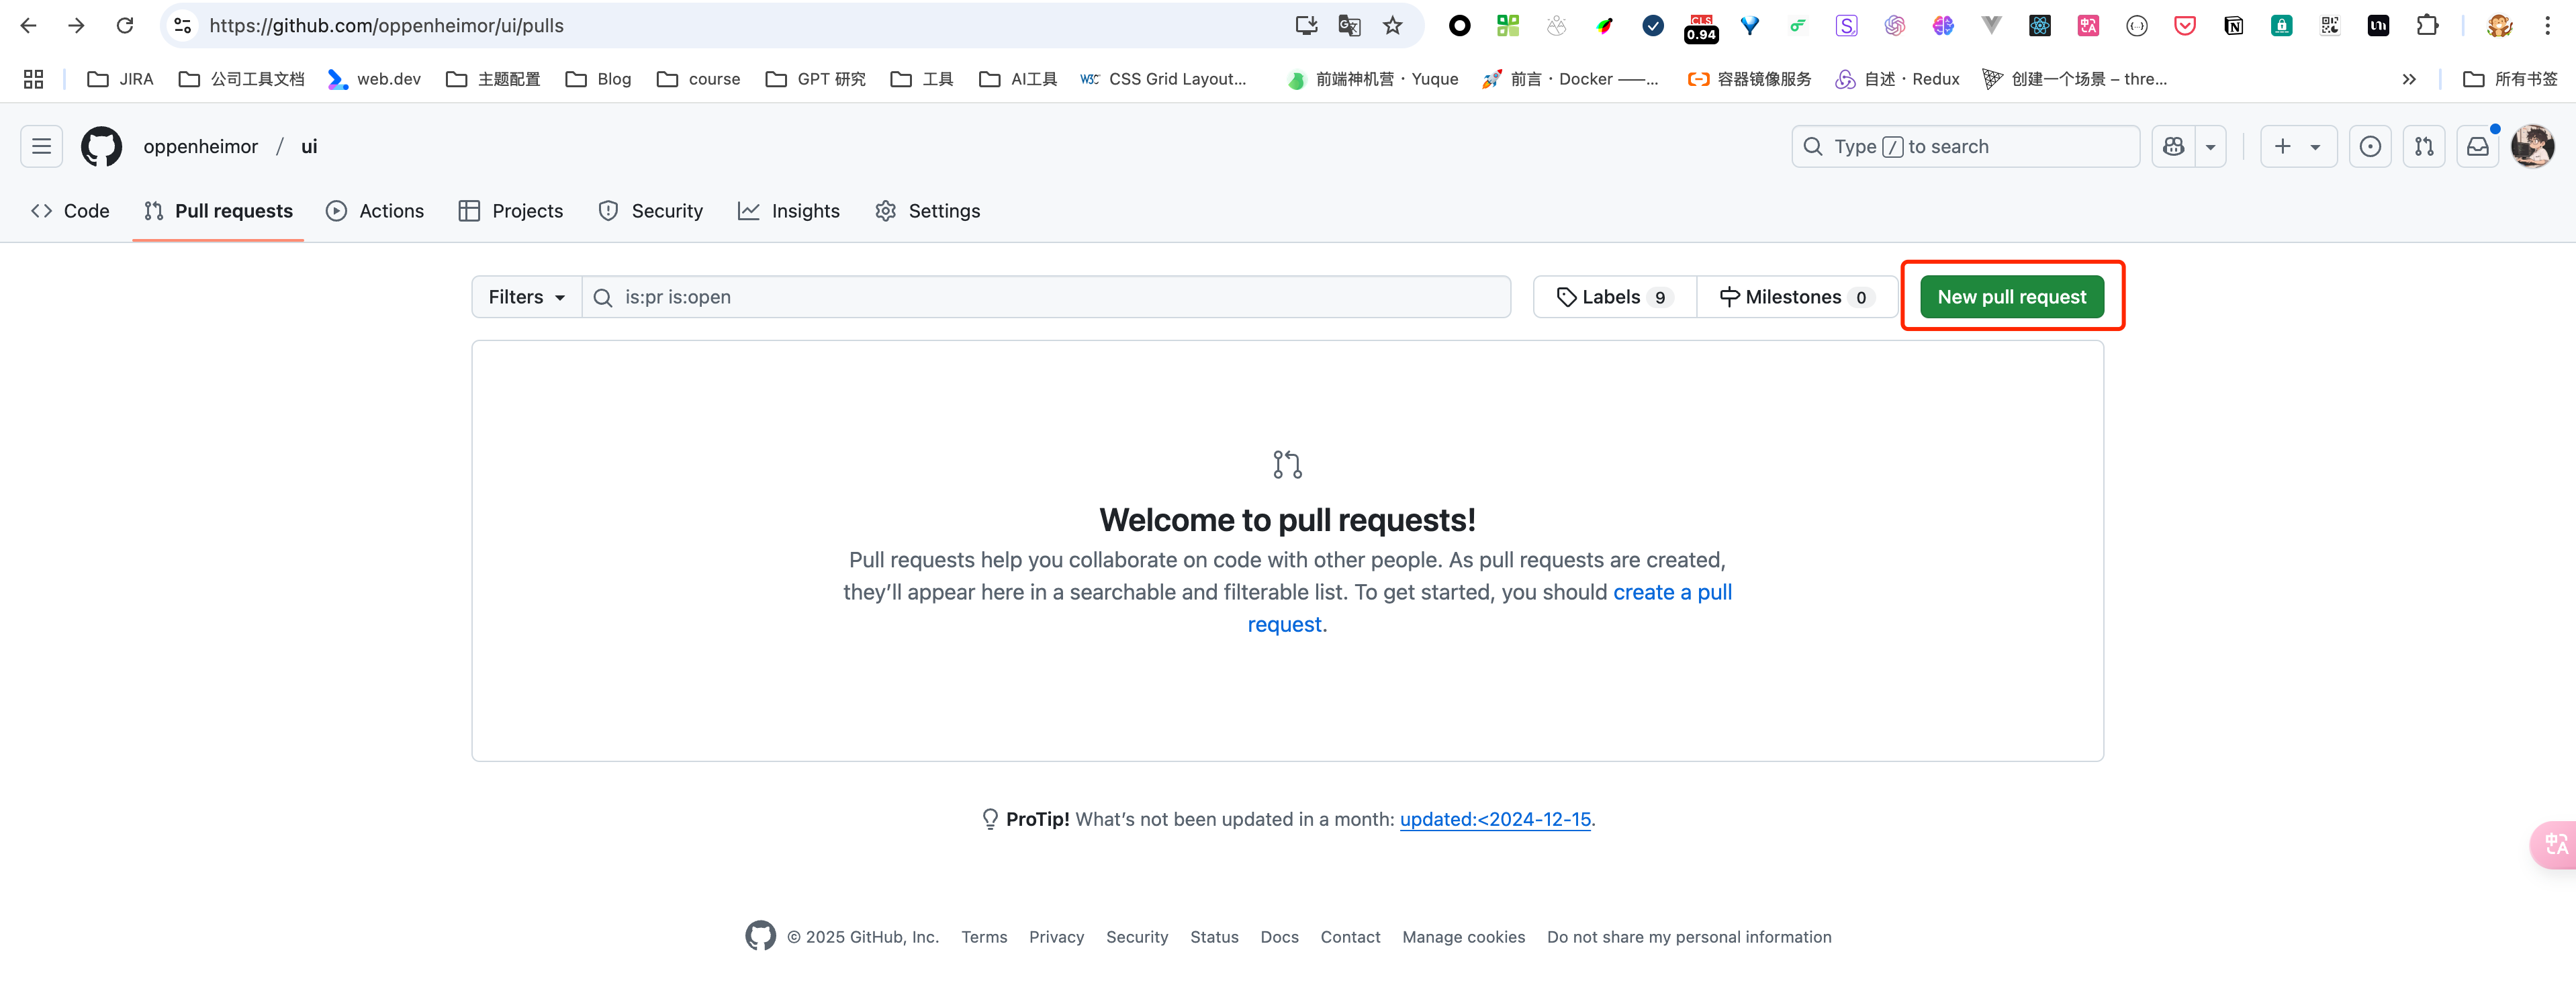 https://github.com/oppenheimor/ui/pulls
CLS
0.94
JIRA 公司工具文档 web.dev 主题配置 Blog course GPT 研究 工具 AI工具 W3C CSS Grid Layout... 前端神机营 · Yuque 前言 · Docker ——... 容器镜像服务 自述 · Redux 创建一个场景 – thre... 所有书签
oppenheimor / ui Type / to search
Code Pull requests Actions Projects Security Insights Settings
Filters is:pr is:open Labels 9 Milestones 0 New pull request
Welcome to pull requests!
Pull requests help you collaborate on code with other people. As pull requests are created,
they’ll appear here in a searchable and filterable list. To get started, you should create a pull
request.
ProTip! What’s not been updated in a month: updated:<2024-12-15.
© 2025 GitHub, Inc. Terms Privacy Security Status Docs Contact Manage cookies Do not share my personal information